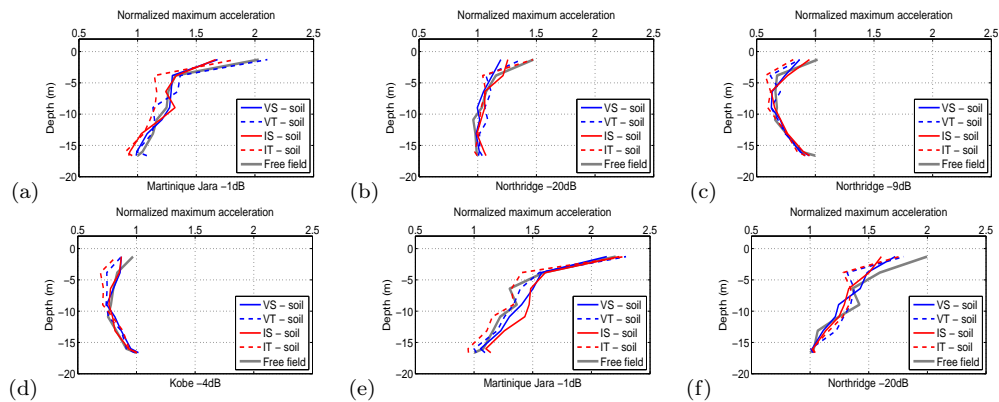 Normalized maximum acceleration
0.5 1 1.5 2 2.5
0
−5
−10
−15
−20
Depth (m)
VS − soil
VT − soil
IS − soil
IT − soil
Free field
(a)
Martinique Jara −1dB
Normalized maximum acceleration
0.5 1 1.5 2 2.5
0
−5
−10
−15
−20
Depth (m)
VS − soil
VT − soil
IS − soil
IT − soil
Free field
(b)
Northridge −20dB
Normalized maximum acceleration
0.5 1 1.5 2 2.5
0
−5
−10
−15
−20
Depth (m)
VS − soil
VT − soil
IS − soil
IT − soil
Free field
(c)
Northridge −9dB
Normalized maximum acceleration
0.5 1 1.5 2 2.5
0
−5
−10
−15
−20
Depth (m)
VS − soil
VT − soil
IS − soil
IT − soil
Free field
(d)
Kobe −4dB
Normalized maximum acceleration
0.5 1 1.5 2 2.5
0
−5
−10
−15
−20
Depth (m)
VS − soil
VT − soil
IS − soil
IT − soil
Free field
(e)
Martinique Jara −1dB
Normalized maximum acceleration
0.5 1 1.5 2 2.5
0
−5
−10
−15
−20
Depth (m)
VS − soil
VT − soil
IS − soil
IT − soil
Free field
(f)
Northridge −20dB